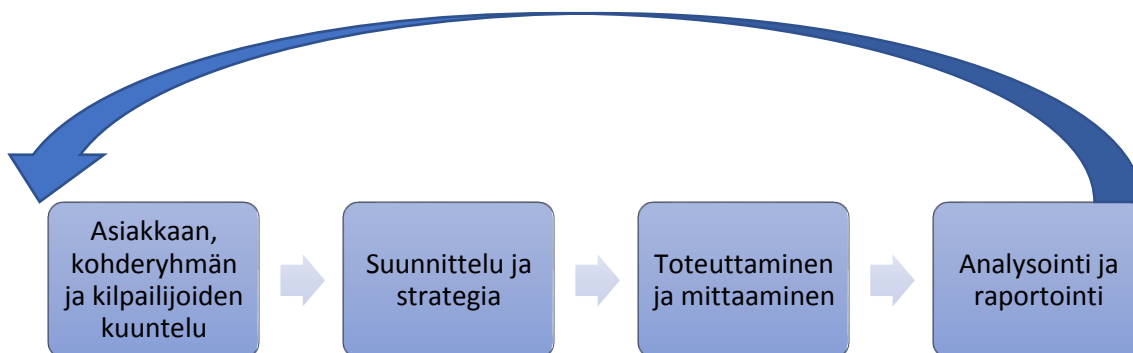 Asiakkaan,
kohderyhmän
ja kilpailijoiden
kuuntelu
Suunnittelu ja
strategia
Toteuttaminen
ja mittaaminen
Analysointi ja
raportointi